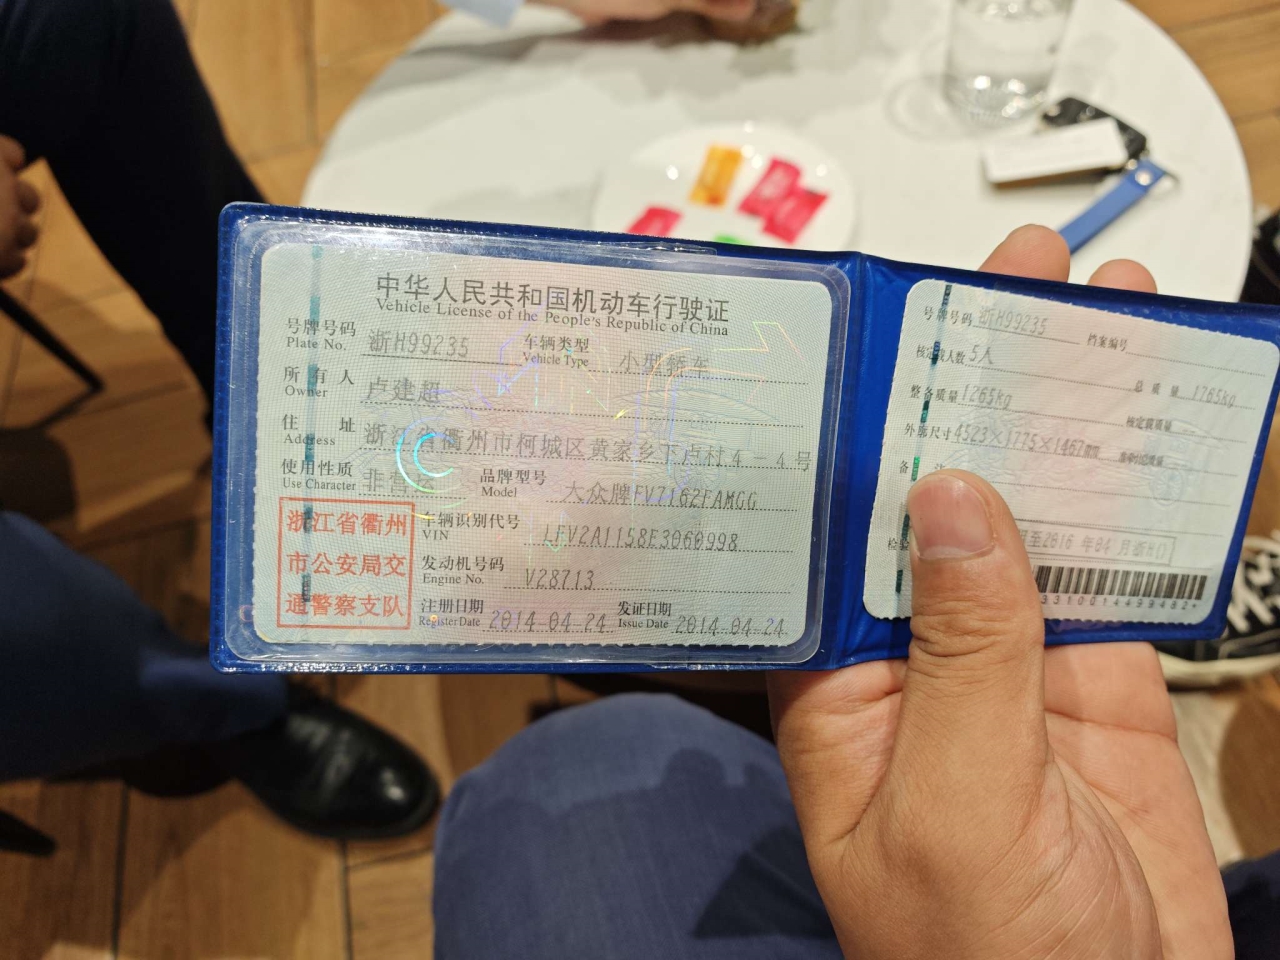 中华人民共和国机动车行驶证
Vehicle License of the People's Republic of China
号牌号码 浙H99235 车辆类型 小型轿车
Plate No. Vehicle Type
所有人 卢建超
Owner
住址 浙江省衢州市柯城区黄家乡下卢村4-4号
Address
使用性质 非营运 品牌型号 大众牌FV7162FAMGG
Use Character Model
浙江省衢州
市公安局交
通警察支队
车辆识别代号 LFV2A1158E3060998
VIN
发动机号码 V28713
Engine No.
注册日期 2014-04-24 发证日期 2014-04-24
Register Date Issue Date
号牌号码 浙H99235 档案编号
核定载人数 5人 总质量 1765kg
整备质量 1265kg 核定载质量 --
外廓尺寸 4523×1775×1467mm
备注
至2016年04月浙H